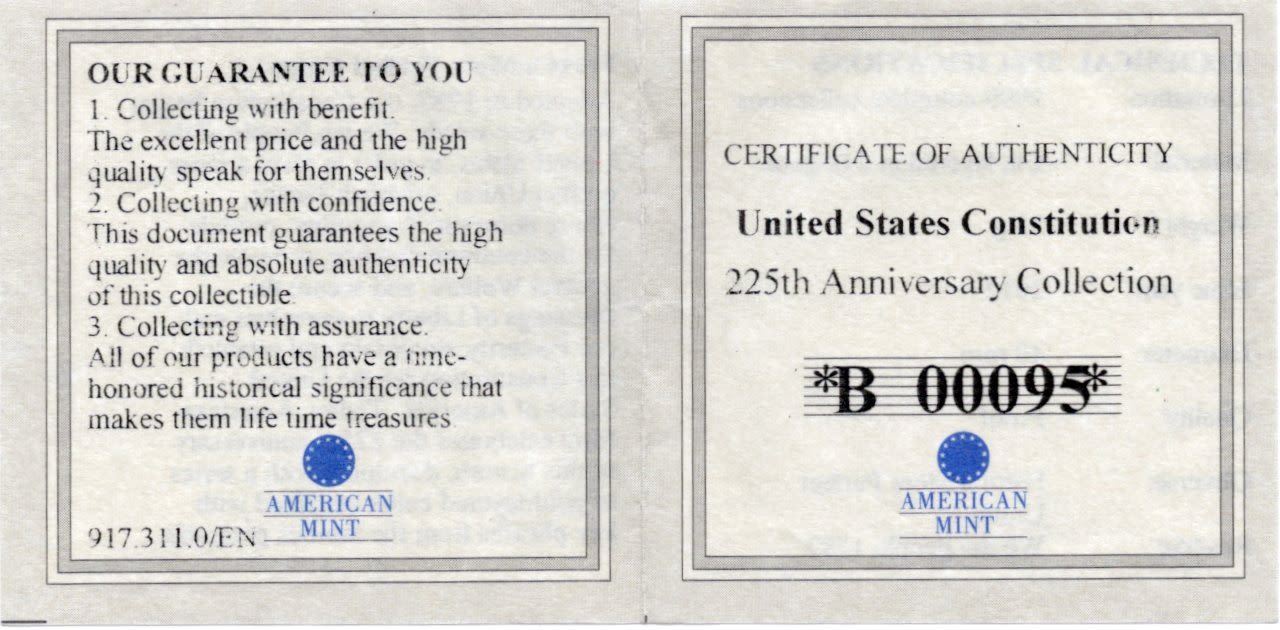 OUR GUARANTEE TO YOU
1. Collecting with benefit.
The excellent price and the high
quality speak for themselves.
2. Collecting with confidence.
This document guarantees the high
quality and absolute authenticity
of this collectible.
3. Collecting with assurance.
All of our products have a time-
honored historical significance that
makes them life time treasures.
AMERICAN
MINT
917.311.0/EN
CERTIFICATE OF AUTHENTICITY
United States Constitution
225th Anniversary Collection
*B 00095*
AMERICAN
MINT